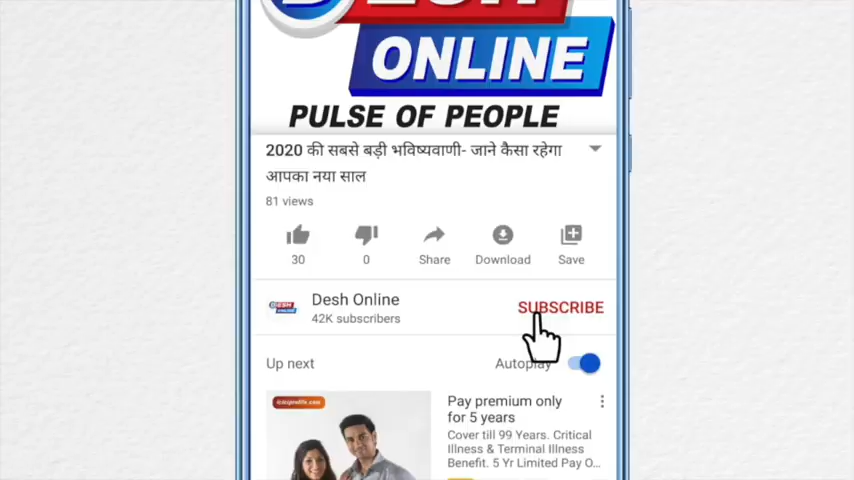 DESH
ONLINE
PULSE OF PEOPLE
2020 की सबसे बड़ी भविष्यवाणी- जाने कैसा रहेगा
आपका नया साल
81 views
30
0
Share
Download
Save
Desh Online
42K subscribers
SUBSCRIBE
Up next
Autoplay
Pay premium only
for 5 years
Cover till 99 Years. Critical
Illness & Terminal Illness
Benefit. 5 Yr Limited Pay O...